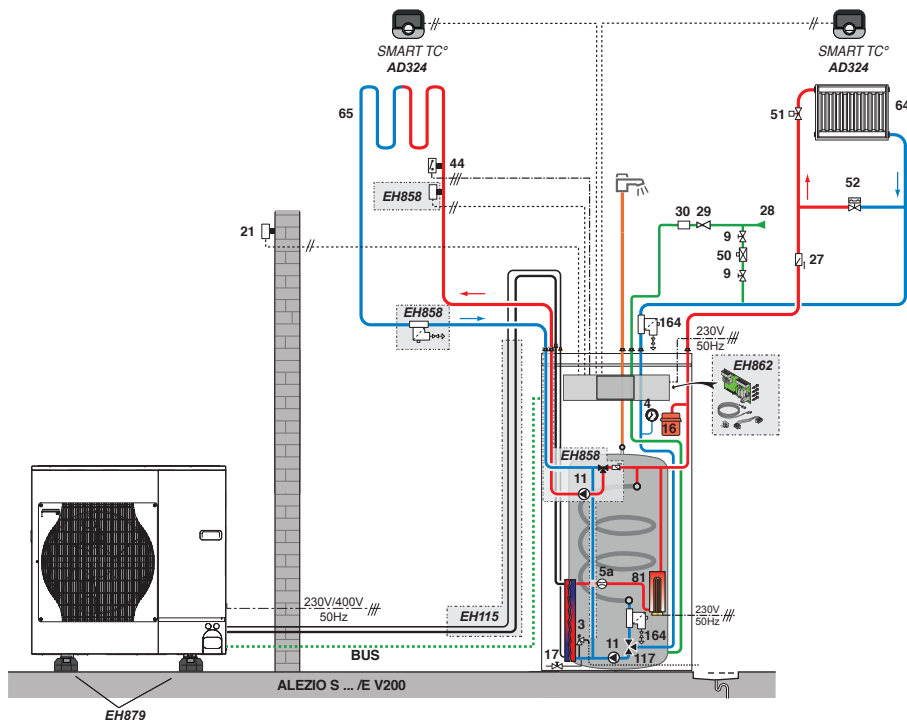 SMART TC°
AD324
SMART TC°
AD324
65
51
64
44
EH858
52
21
30
29
28
9
50
9
27
EH858
164
230V
50Hz
EH862
4
16
EH858
11
5a
81
230V/400V
50Hz
EH115
3
164
230V
50Hz
BUS
17
11
117
ALEZIO S ... /E V200
EH879